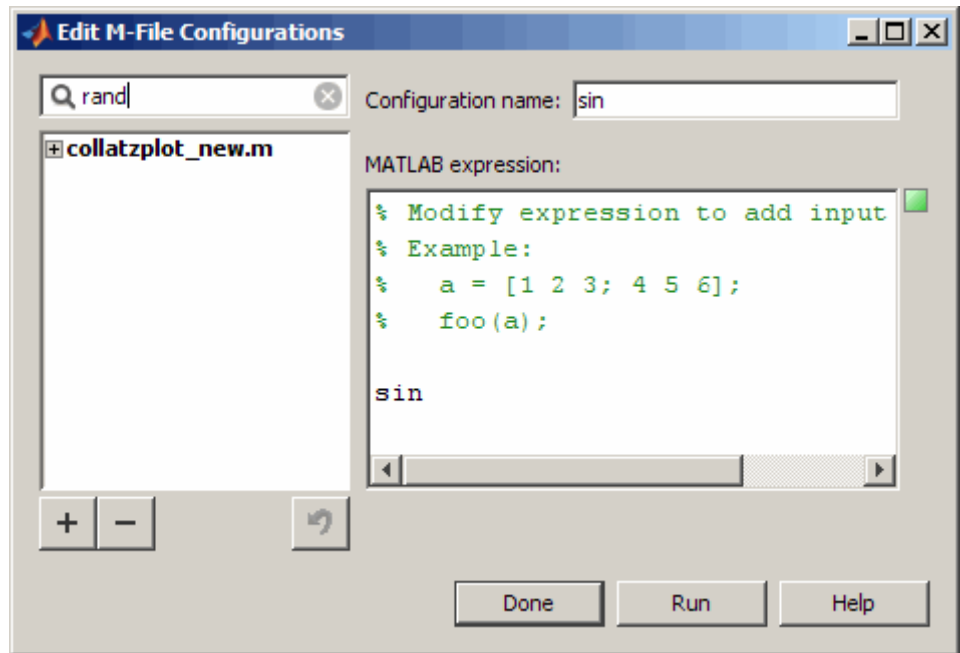 Edit M-File Configurations
rand
Configuration name: sin
collatzplot_new.m
MATLAB expression:
% Modify expression to add input
% Example:
%   a = [1 2 3; 4 5 6];
%   foo(a);
sin
Done Run Help